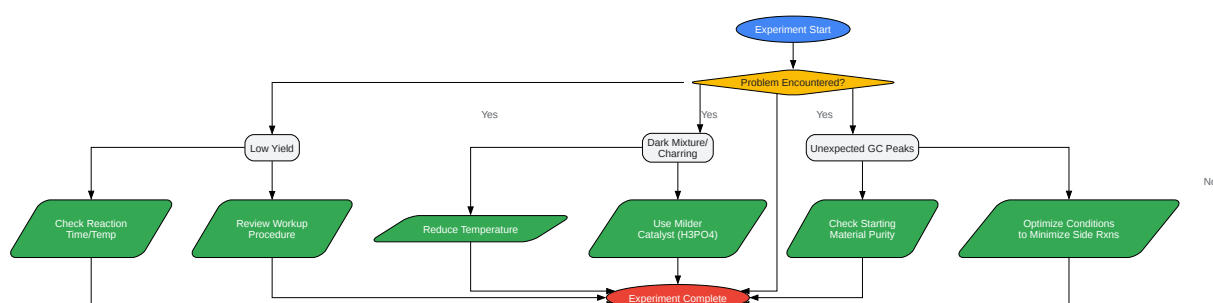 Experiment Start
Problem Encountered?
Yes
Yes
Yes
Low Yield
Dark Mixture/
Charring
Unexpected GC Peaks
Check Reaction
Time/Temp
Review Workup
Procedure
Reduce Temperature
Use Milder
Catalyst (H3PO4)
Check Starting
Material Purity
Optimize Conditions
to Minimize Side Rxns
Experiment Complete